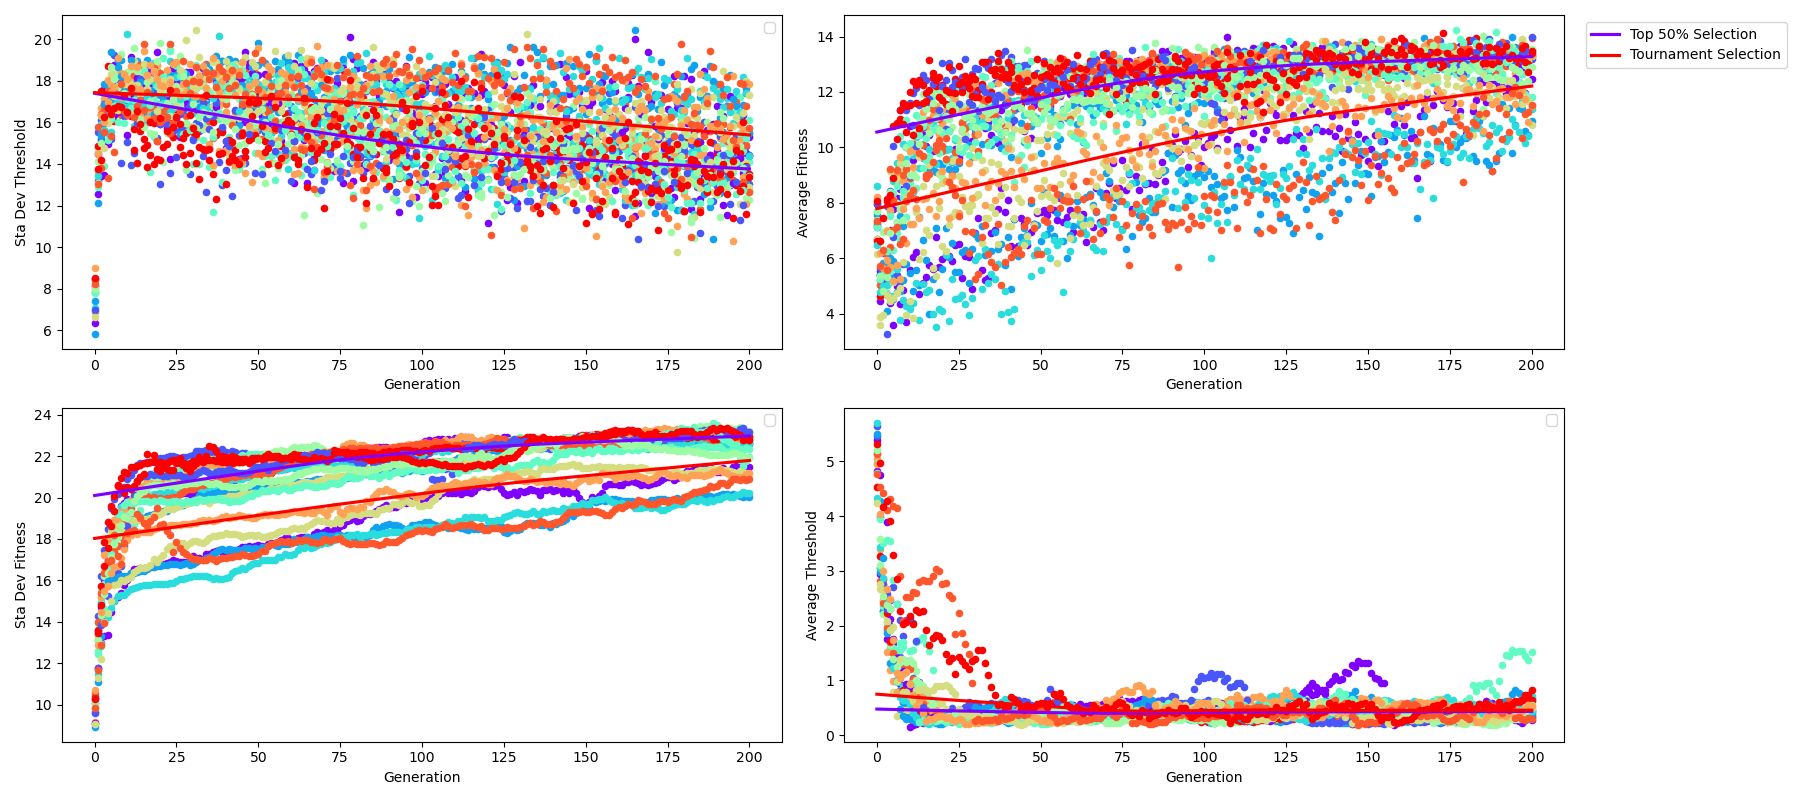 Top 50% Selection
Tournament Selection
Sta Dev Threshold
20
18
16
14
12
10
8
6
0 25 50 75 100 125 150 175 200
Generation
Average Fitness
14
12
10
8
6
4
0 25 50 75 100 125 150 175 200
Generation
Sta Dev Fitness
24
22
20
18
16
14
12
10
0 25 50 75 100 125 150 175 200
Generation
Average Threshold
5
4
3
2
1
0
0 25 50 75 100 125 150 175 200
Generation